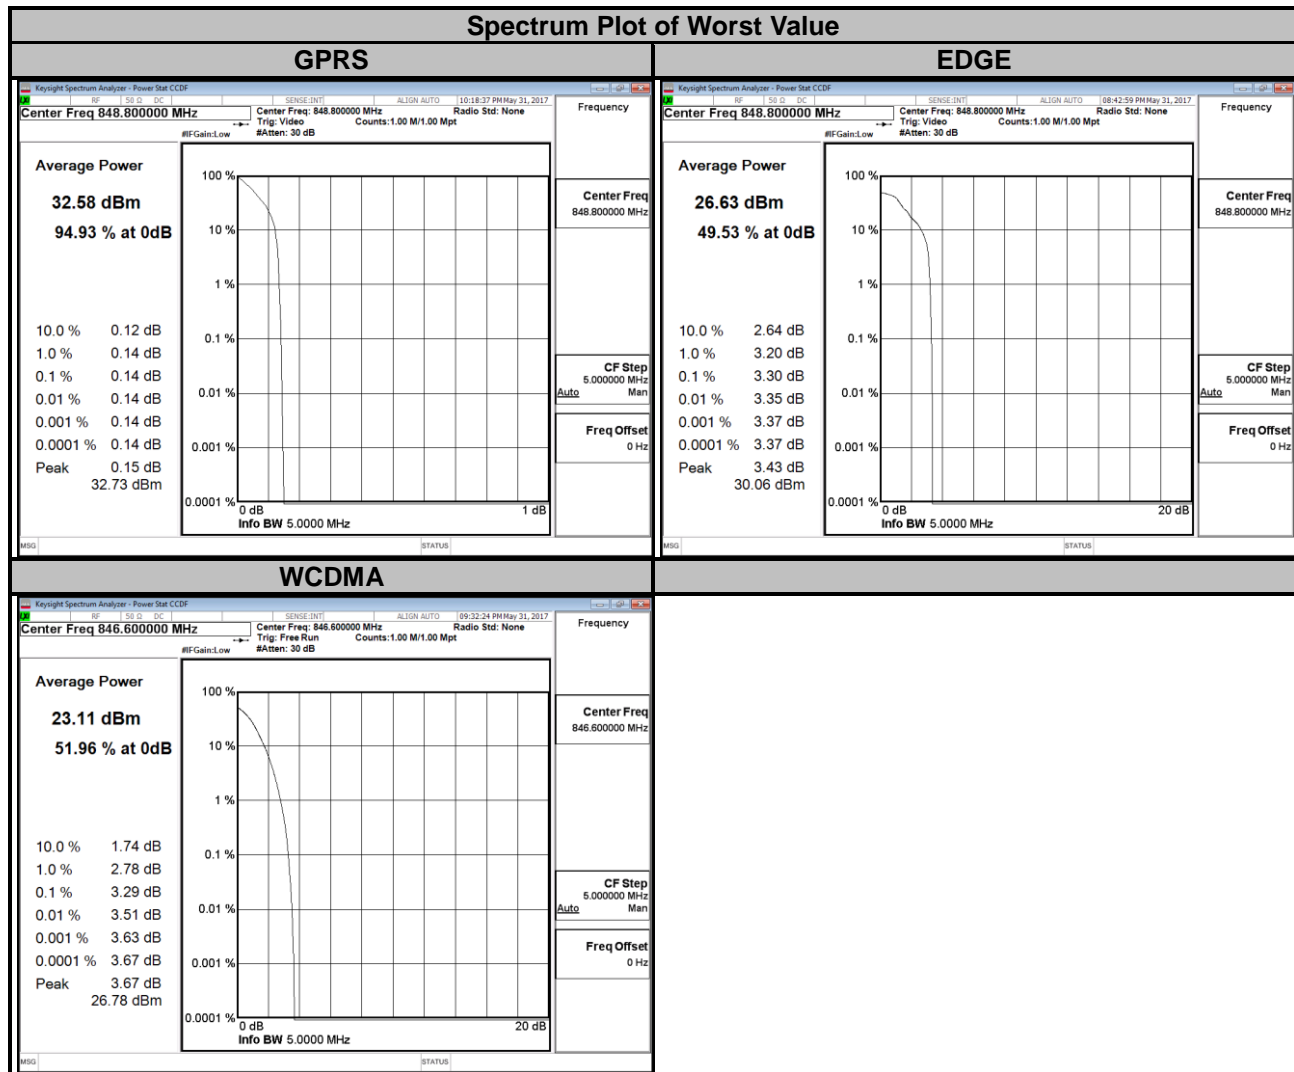 Spectrum Plot of Worst Value
GPRS
Keysight Spectrum Analyzer - Power Stat CCDF
RF 50 Ω DC SENSE:INT ALIGN AUTO 10:18:37 PM May 31, 2017
Center Freq 848.800000 MHz
Center Freq: 848.800000 MHz Radio Std: None
Trig: Video Counts:1.00 M/1.00 Mpt
#IFGain:Low #Atten: 30 dB
Frequency
Average Power
32.58 dBm
94.93 % at 0dB
10.0 % 0.12 dB
1.0 % 0.14 dB
0.1 % 0.14 dB
0.01 % 0.14 dB
0.001 % 0.14 dB
0.0001 % 0.14 dB
Peak 0.15 dB
32.73 dBm
100 %
10 %
1 %
0.1 %
0.01 %
0.001 %
0.0001 %
0 dB 1 dB
Info BW 5.0000 MHz
Center Freq
848.800000 MHz
CF Step
5.000000 MHz
Auto Man
Freq Offset
0 Hz
MSG STATUS
EDGE
Keysight Spectrum Analyzer - Power Stat CCDF
RF 50 Ω DC SENSE:INT ALIGN AUTO 08:42:59 PM May 31, 2017
Center Freq 848.800000 MHz
Center Freq: 848.800000 MHz Radio Std: None
Trig: Video Counts:1.00 M/1.00 Mpt
#IFGain:Low #Atten: 30 dB
Frequency
Average Power
26.63 dBm
49.53 % at 0dB
10.0 % 2.64 dB
1.0 % 3.20 dB
0.1 % 3.30 dB
0.01 % 3.35 dB
0.001 % 3.37 dB
0.0001 % 3.37 dB
Peak 3.43 dB
30.06 dBm
100 %
10 %
1 %
0.1 %
0.01 %
0.001 %
0.0001 %
0 dB 20 dB
Info BW 5.0000 MHz
Center Freq
848.800000 MHz
CF Step
5.000000 MHz
Auto Man
Freq Offset
0 Hz
MSG STATUS
WCDMA
Keysight Spectrum Analyzer - Power Stat CCDF
RF 50 Ω DC SENSE:INT ALIGN AUTO 09:32:24 PM May 31, 2017
Center Freq 846.600000 MHz
Center Freq: 846.600000 MHz Radio Std: None
Trig: Free Run Counts:1.00 M/1.00 Mpt
#IFGain:Low #Atten: 30 dB
Frequency
Average Power
23.11 dBm
51.96 % at 0dB
10.0 % 1.74 dB
1.0 % 2.78 dB
0.1 % 3.29 dB
0.01 % 3.51 dB
0.001 % 3.63 dB
0.0001 % 3.67 dB
Peak 3.67 dB
26.78 dBm
100 %
10 %
1 %
0.1 %
0.01 %
0.001 %
0.0001 %
0 dB 20 dB
Info BW 5.0000 MHz
Center Freq
846.600000 MHz
CF Step
5.000000 MHz
Auto Man
Freq Offset
0 Hz
MSG STATUS